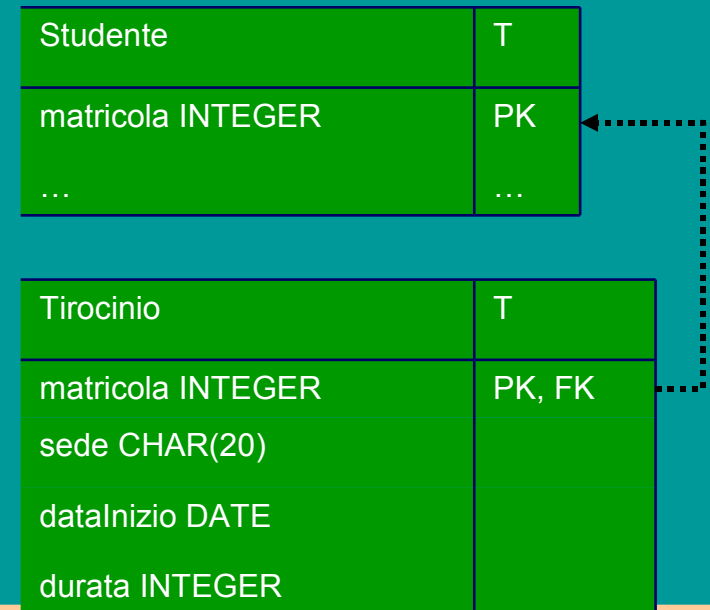 Studente T
matricola INTEGER PK
… …
Tirocinio T
matricola INTEGER PK, FK
sede CHAR(20)
dataInizio DATE
durata INTEGER